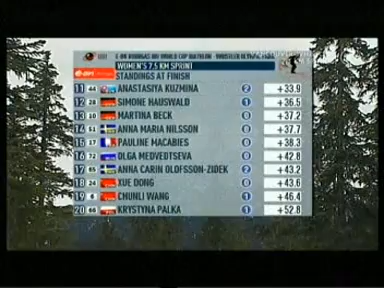 WOMEN'S 7.5 KM SPRINT
STANDINGS AT FINISH
11 44 ANASTASIYA KUZMINA 2 +33.9
12 28 SIMONE HAUSWALD 1 +36.5
13 10 MARTINA BECK 0 +37.2
14 51 ANNA MARIA NILSSON 0 +37.7
15 17 PAULINE MACABIES 0 +38.3
16 72 OLGA MEDVEDTSEVA 0 +42.8
17 65 ANNA CARIN OLOFSSON-ZIDEK 2 +43.2
18 24 XUE DONG 0 +43.6
19 6 CHUNLI WANG 1 +46.4
20 66 KRYSTYNA PALKA 1 +52.8